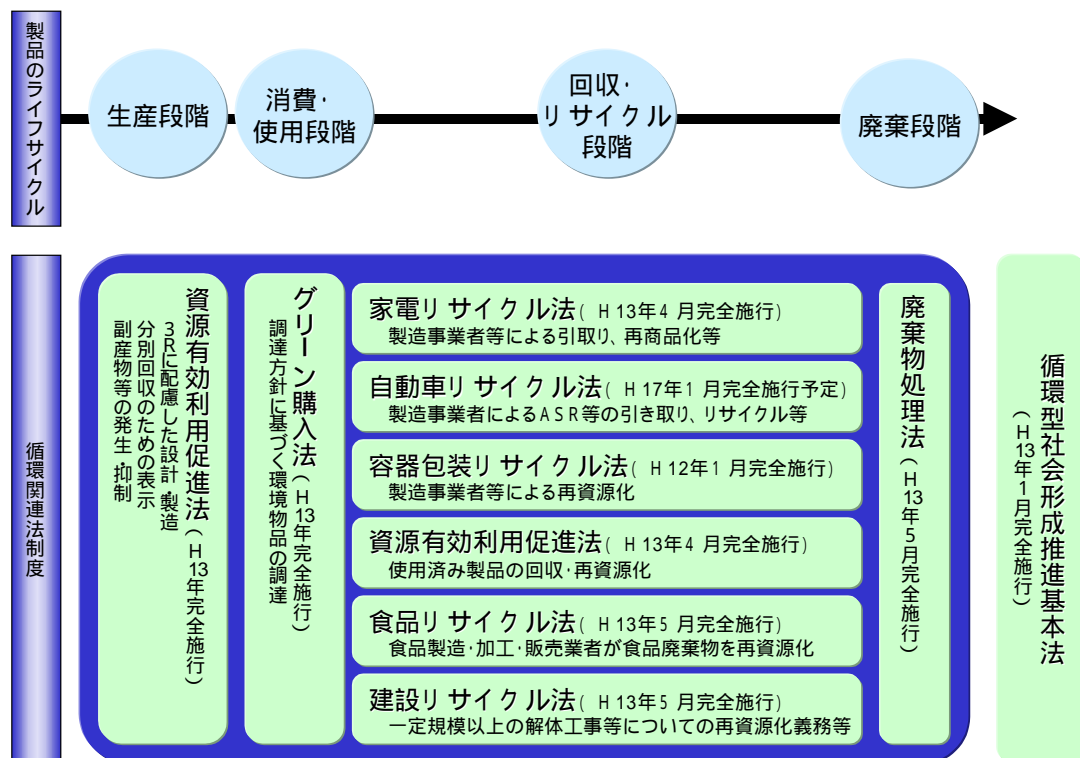 製品のライフサイクル
生産段階
消費・
使用段階
回収・
リサイクル
段階
廃棄段階
循環関連法制度
資源有効利用促進法(H13年完全施行)
3Rに配慮した設計・製造
分別回収のための表示
副産物等の発生抑制
グリーン購入法(H13年完全施行)
調達方針に基づく環境物品の調達
家電リサイクル法(H13年4月完全施行)
製造事業者等による引取り、再商品化等
自動車リサイクル法(H17年1月完全施行予定)
製造事業者によるASR等の引き取り、リサイクル等
容器包装リサイクル法(H12年1月完全施行)
製造事業者等による再資源化
資源有効利用促進法(H13年4月完全施行)
使用済み製品の回収・再資源化
食品リサイクル法(H13年5月完全施行)
食品製造・加工・販売業者が食品廃棄物を再資源化
建設リサイクル法(H13年5月完全施行)
一定規模以上の解体工事等についての再資源化義務等
廃棄物処理法(H13年5月完全施行)
循環型社会形成推進基本法
(H13年1月完全施行)